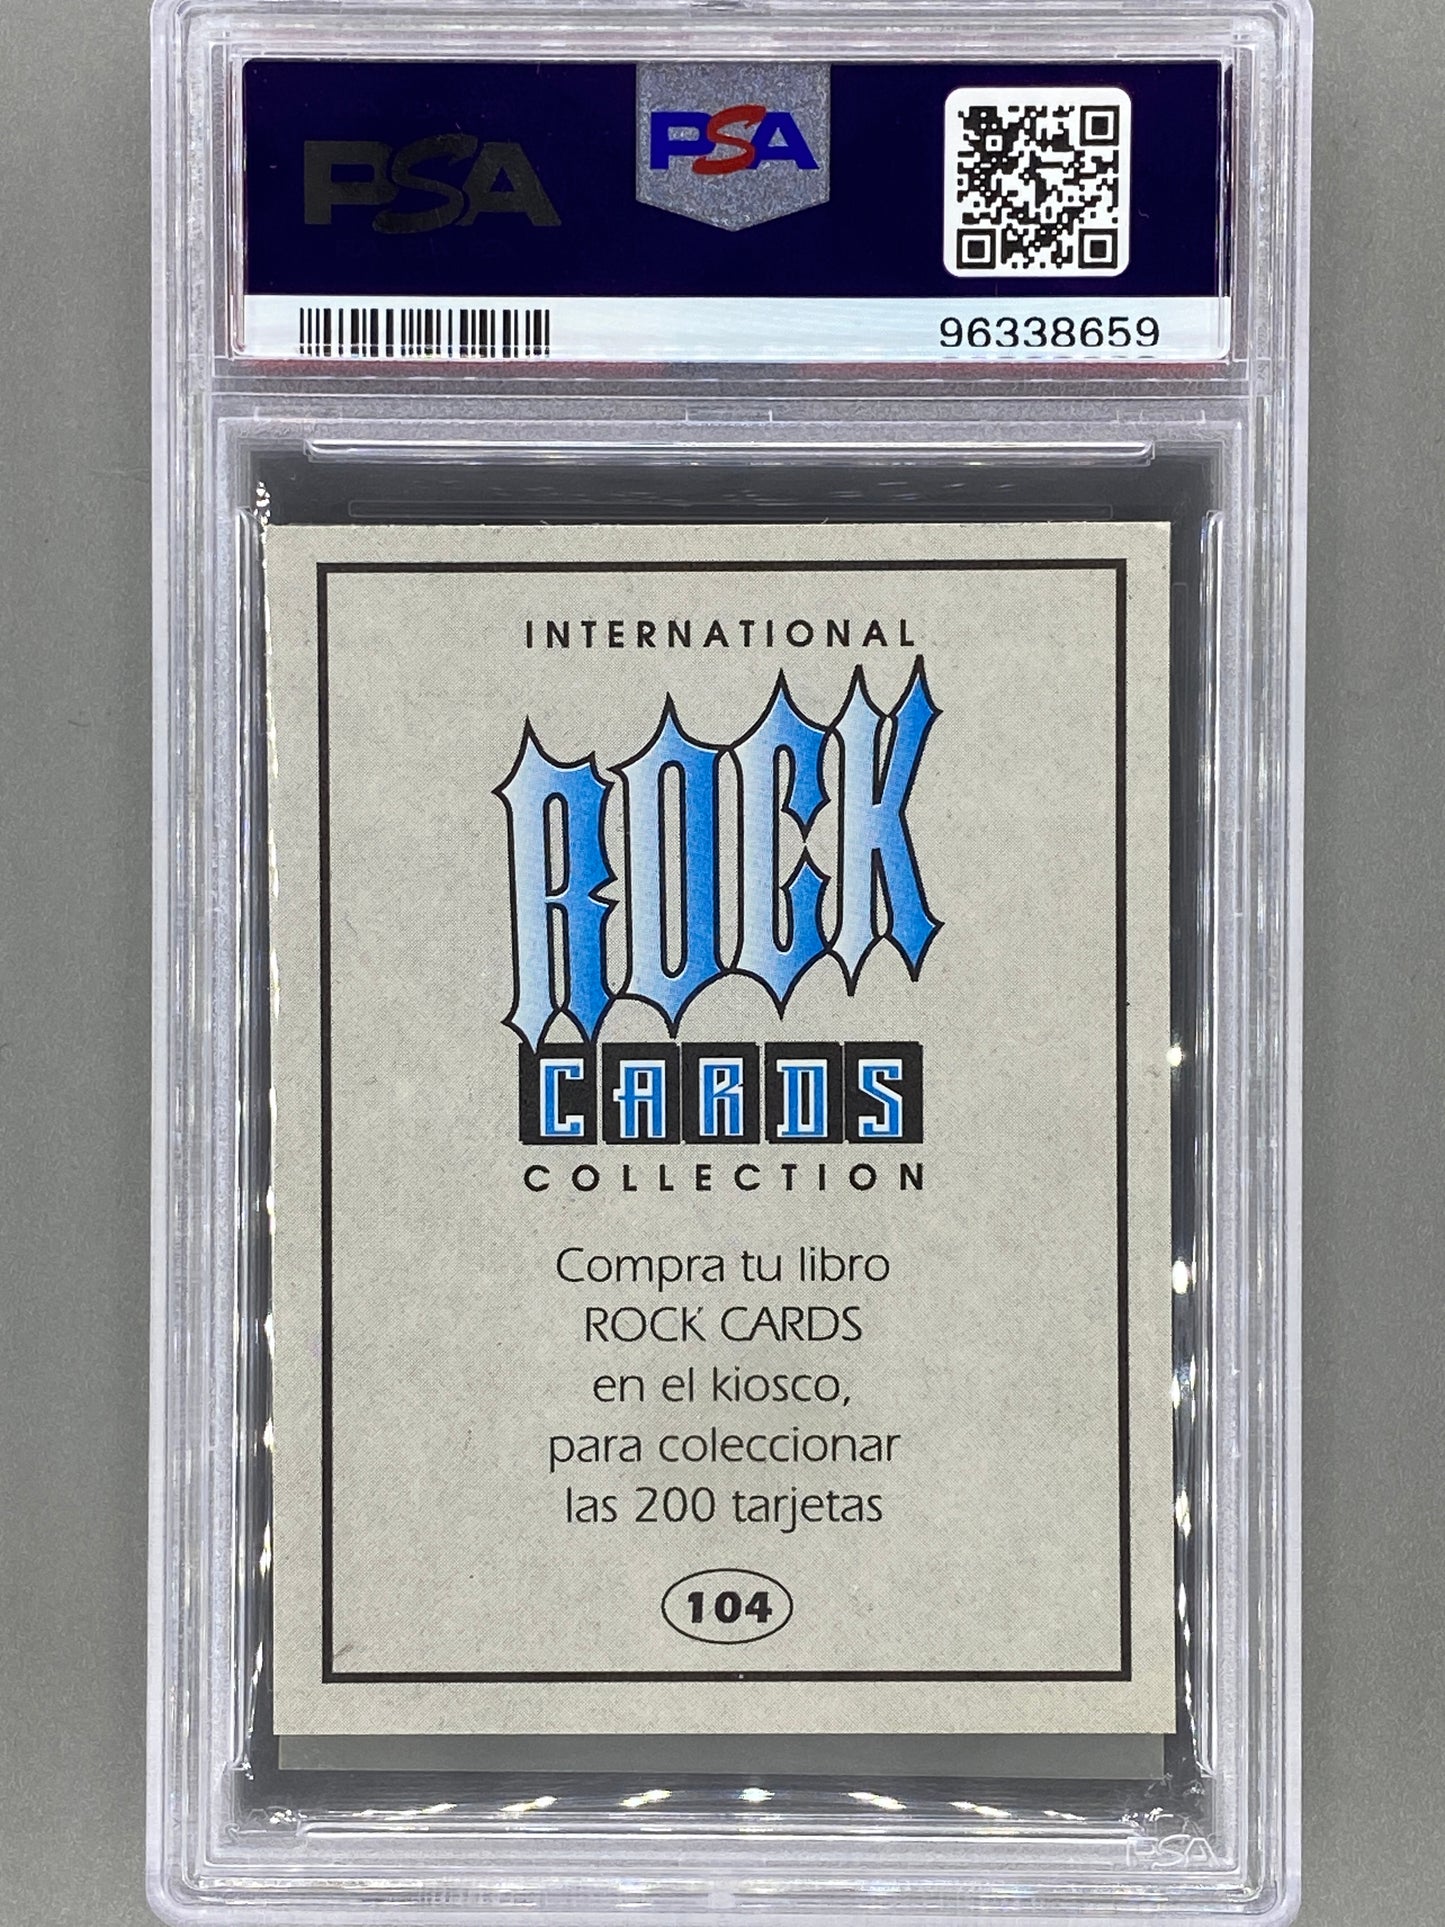 PSA
PSA
96338659
INTERNATIONAL
ROCK
CARDS
COLLECTION
Compra tu libro
ROCK CARDS
en el kiosco,
para coleccionar
las 200 tarjetas
104
PSA